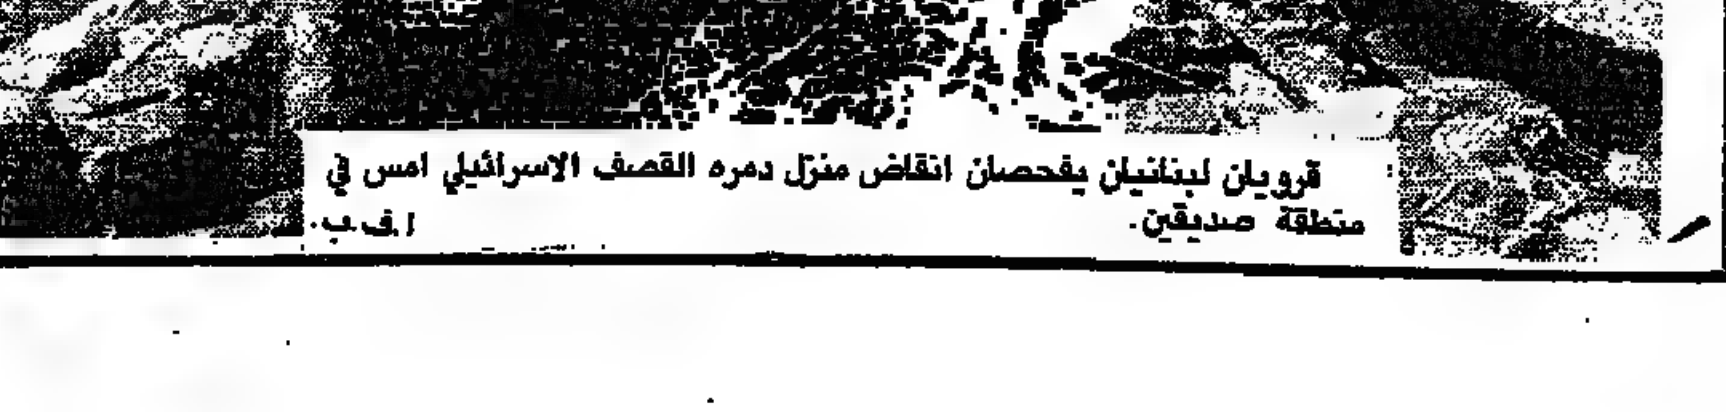 قرويان لبنانيان يفحصان انقاض منزل دمره القصف الاسرائيلي امس في
منطقة صديقين. ا.ف.ب.